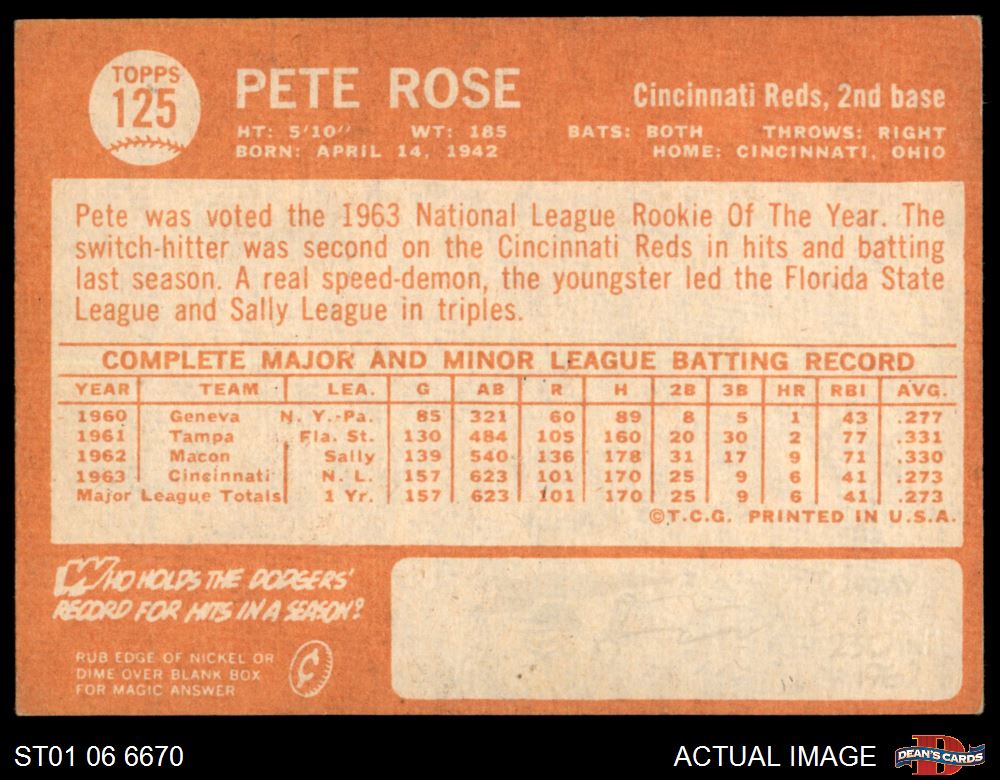 TOPPS
125
PETE ROSE
Cincinnati Reds, 2nd base
HT: 5'10" WT: 185 BATS: BOTH THROWS: RIGHT
BORN: APRIL 14, 1942 HOME: CINCINNATI, OHIO
Pete was voted the 1963 National League Rookie Of The Year. The
switch-hitter was second on the Cincinnati Reds in hits and batting
last season. A real speed-demon, the youngster led the Florida State
League and Sally League in triples.
COMPLETE MAJOR AND MINOR LEAGUE BATTING RECORD
YEAR TEAM LEA. G AB R H 2B 3B HR RBI AVG.
1960 Geneva N. Y.-Pa. 85 321 60 89 8 5 1 43 .277
1961 Tampa Fla. St. 130 484 105 160 20 30 2 77 .331
1962 Macon Sally 139 540 136 178 31 17 9 71 .330
1963 Cincinnati N. L. 157 623 101 170 25 9 6 41 .273
Major League Totals 1 Yr. 157 623 101 170 25 9 6 41 .273
©T.C.G. PRINTED IN U.S.A.
WHO HOLDS THE DODGERS'
RECORD FOR HITS IN A SEASON?
RUB EDGE OF NICKEL OR
DIME OVER BLANK BOX
FOR MAGIC ANSWER
ST01 06 6670
ACTUAL IMAGE
DEAN'S CARDS